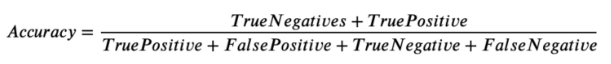 Accuracy = TrueNegatives + TruePositive / TruePositive + FalsePositive + TrueNegative + FalseNegative